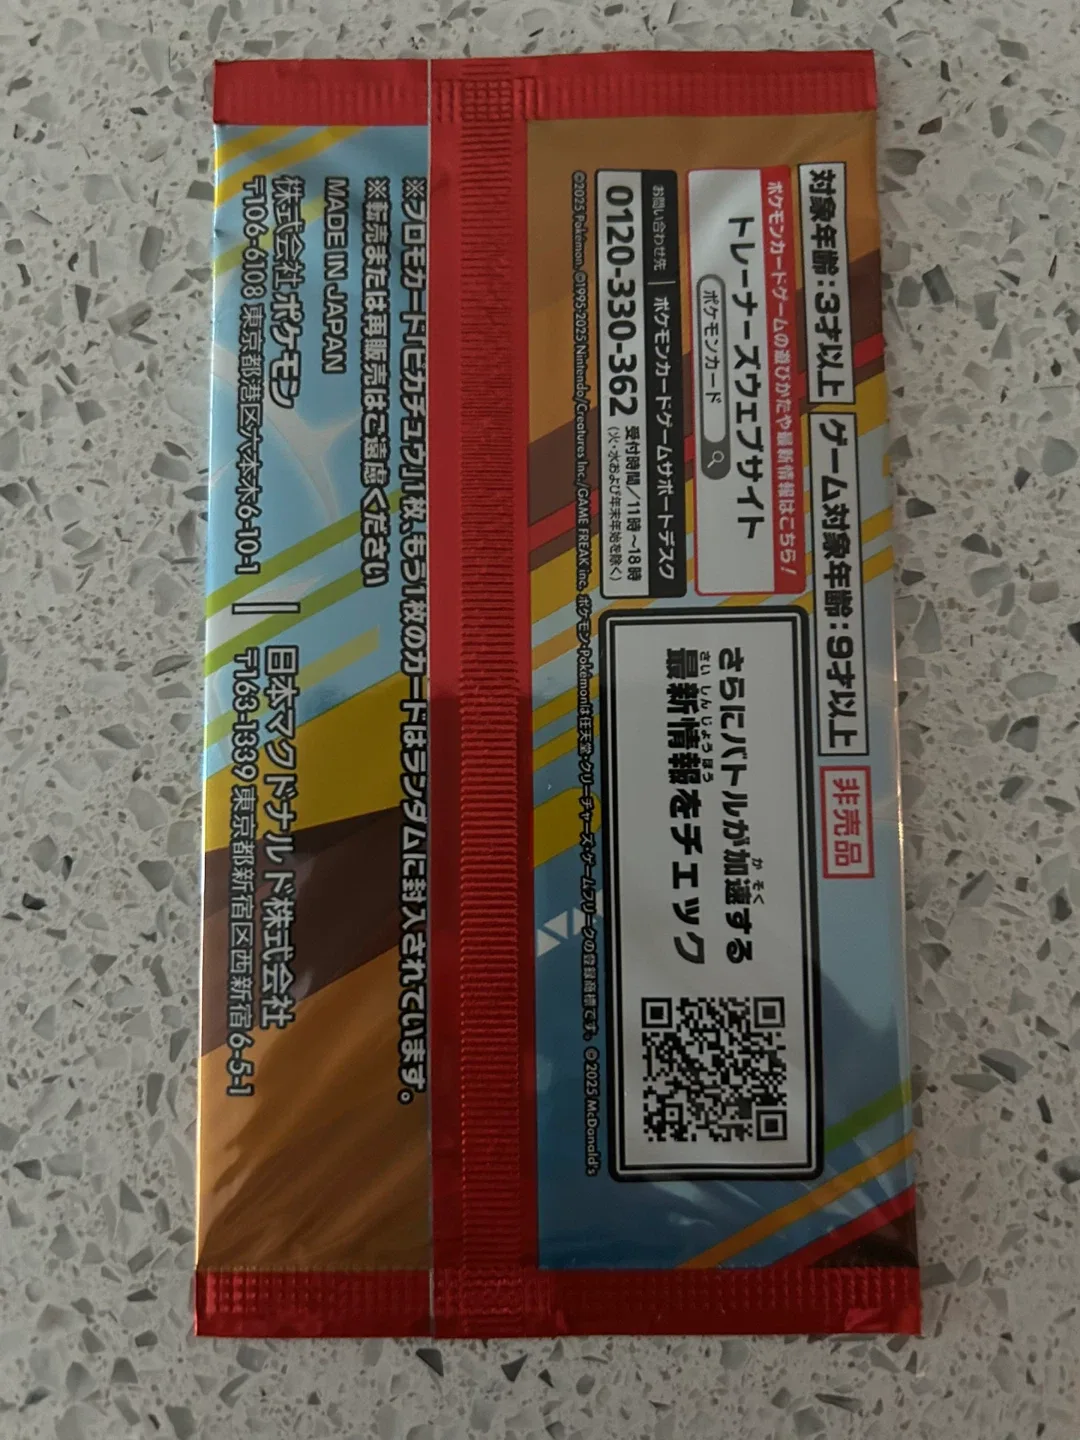 対象年齢:3才以上 ゲーム対象年齢:9才以上 非売品
ポケモンカードゲームの遊びかたや最新情報はこちら!
トレーナーズウェブサイト
ポケモンカード
お問い合わせ先 ポケモンカードゲームサポートデスク
0120-330-362 受付時間/11時~18時
(火・水および年末年始を除く)
さらにバトルが加速する
かそく
さいしんじょうほう
最新情報をチェック
©2025 Pokémon. ©1995-2025 Nintendo/Creatures Inc./GAME FREAK inc. ポケモン・Pokémonは任天堂・クリーチャーズ・ゲームフリークの登録商標です。 ©2025 McDonald's
※プロモカード「ピカチュウ」1枚、もう1枚のカードはランダムに封入されています。
※転売または再販売はご遠慮ください
MADE IN JAPAN
株式会社ポケモン
〒106-6108 東京都港区六本木6-10-1
日本マクドナルド株式会社
〒163-1339 東京都新宿区西新宿6-5-1